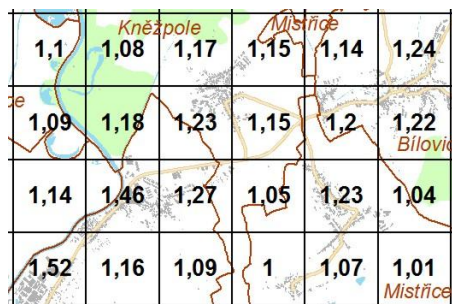 Kněžpole Mistřice
1,1 1,08 1,17 1,15 1,14 1,24
1,09 1,18 1,23 1,15 1,2 1,22
1,14 1,46 1,27 1,05 1,23 1,04
1,52 1,16 1,09 1 1,07 1,01
Mistřice